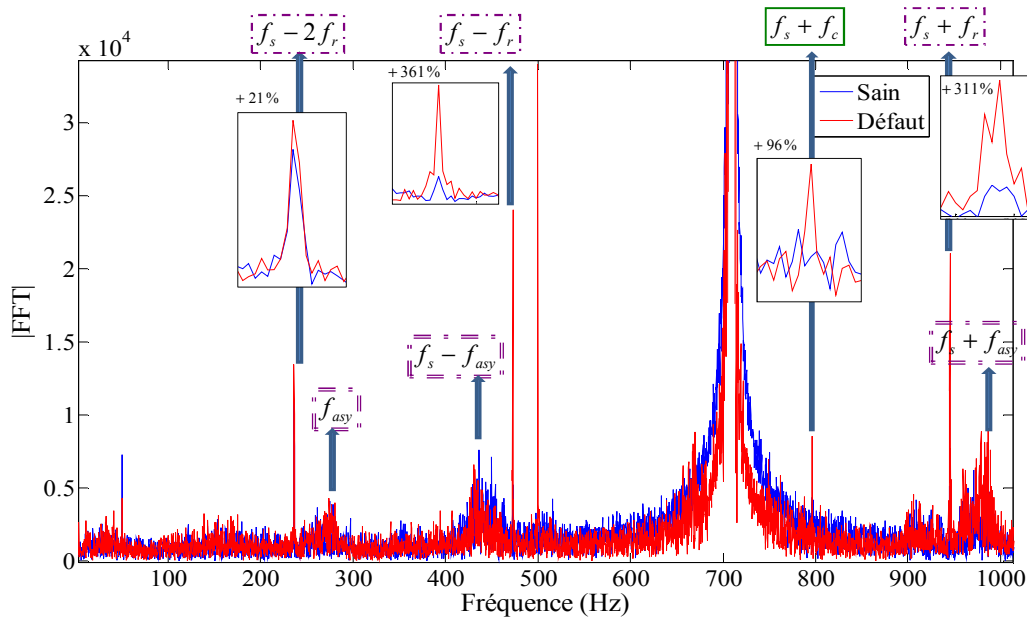 f_s − 2f_r
f_s − f_r
f_s + f_c
f_s + f_r
x 10^4
+ 21%
+ 361%
+ 96%
+ 311%
Sain
Défaut
|FFT|
3
2.5
2
1.5
1
0.5
0
f_asy
f_s − f_asy
f_s + f_asy
100 200 300 400 500 600 700 800 900 1000
Fréquence (Hz)